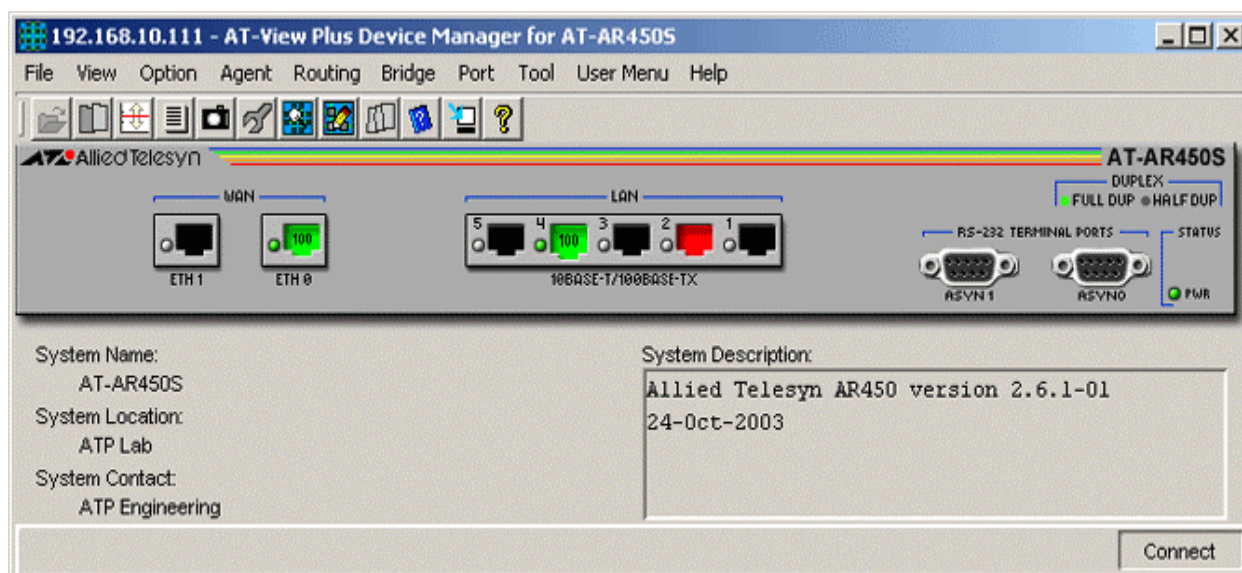 192.168.10.111 - AT-View Plus Device Manager for AT-AR450S
File View Option Agent Routing Bridge Port Tool User Menu Help
Allied Telesyn
AT-AR450S
DUPLEX
FULL DUP HALF DUP
WAN
LAN
RS-232 TERMINAL PORTS
STATUS
100
5 4 3 2 1
100
ETH 1
ETH 0
10BASE-T/100BASE-TX
ASYN1
ASYN0
PWR
System Name:
AT-AR450S
System Location:
ATP Lab
System Contact:
ATP Engineering
System Description:
Allied Telesyn AR450 version 2.6.1-01
24-Oct-2003
Connect